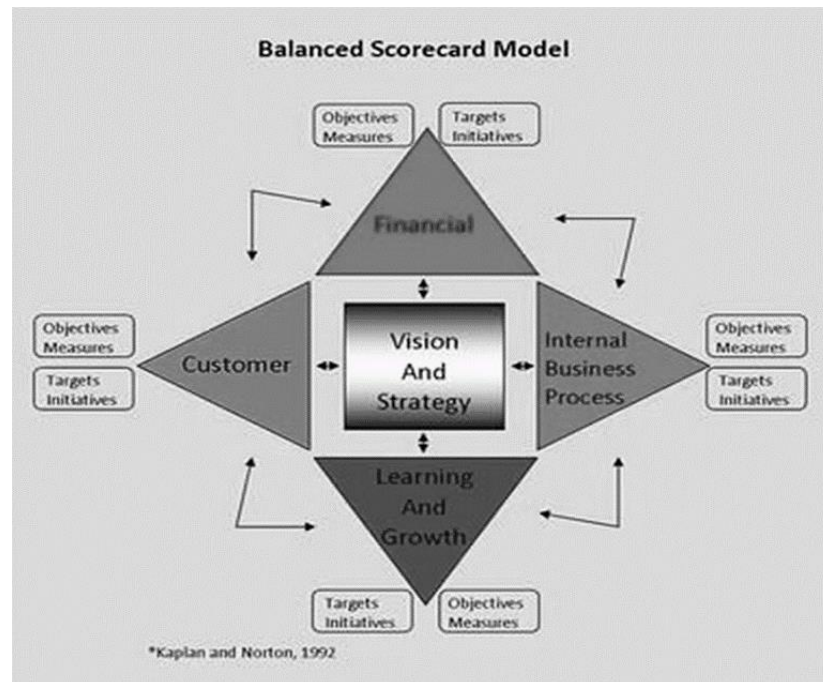 Balanced Scorecard Model
Objectives
Measures
Targets
Initiatives
Financial
Objectives
Measures
Targets
Initiatives
Customer
Vision
And
Strategy
Internal
Business
Process
Objectives
Measures
Targets
Initiatives
Learning
And
Growth
Targets
Initiatives
Objectives
Measures
*Kaplan and Norton, 1992